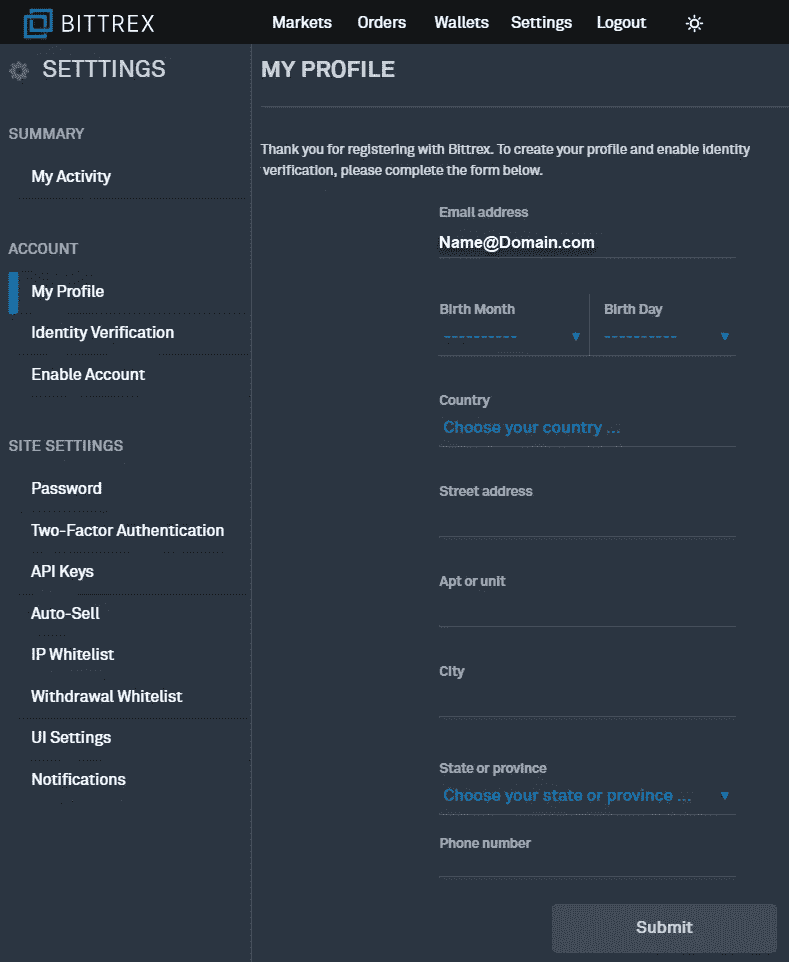 BITTREX
Markets Orders Wallets Settings Logout
SETTTINGS
SUMMARY
My Activity
ACCOUNT
My Profile
Identity Verification
Enable Account
SITE SETTIINGS
Password
Two-Factor Authentication
API Keys
Auto-Sell
IP Whitelist
Withdrawal Whitelist
UI Settings
Notifications
MY PROFILE
Thank you for registering with Bittrex. To create your profile and enable identity
verification, please complete the form below.
Email address
Name@Domain.com
Birth Month Birth Day
---------- ----------
Country
Choose your country ...
Street address
Apt or unit
City
State or province
Choose your state or province ...
Phone number
Submit